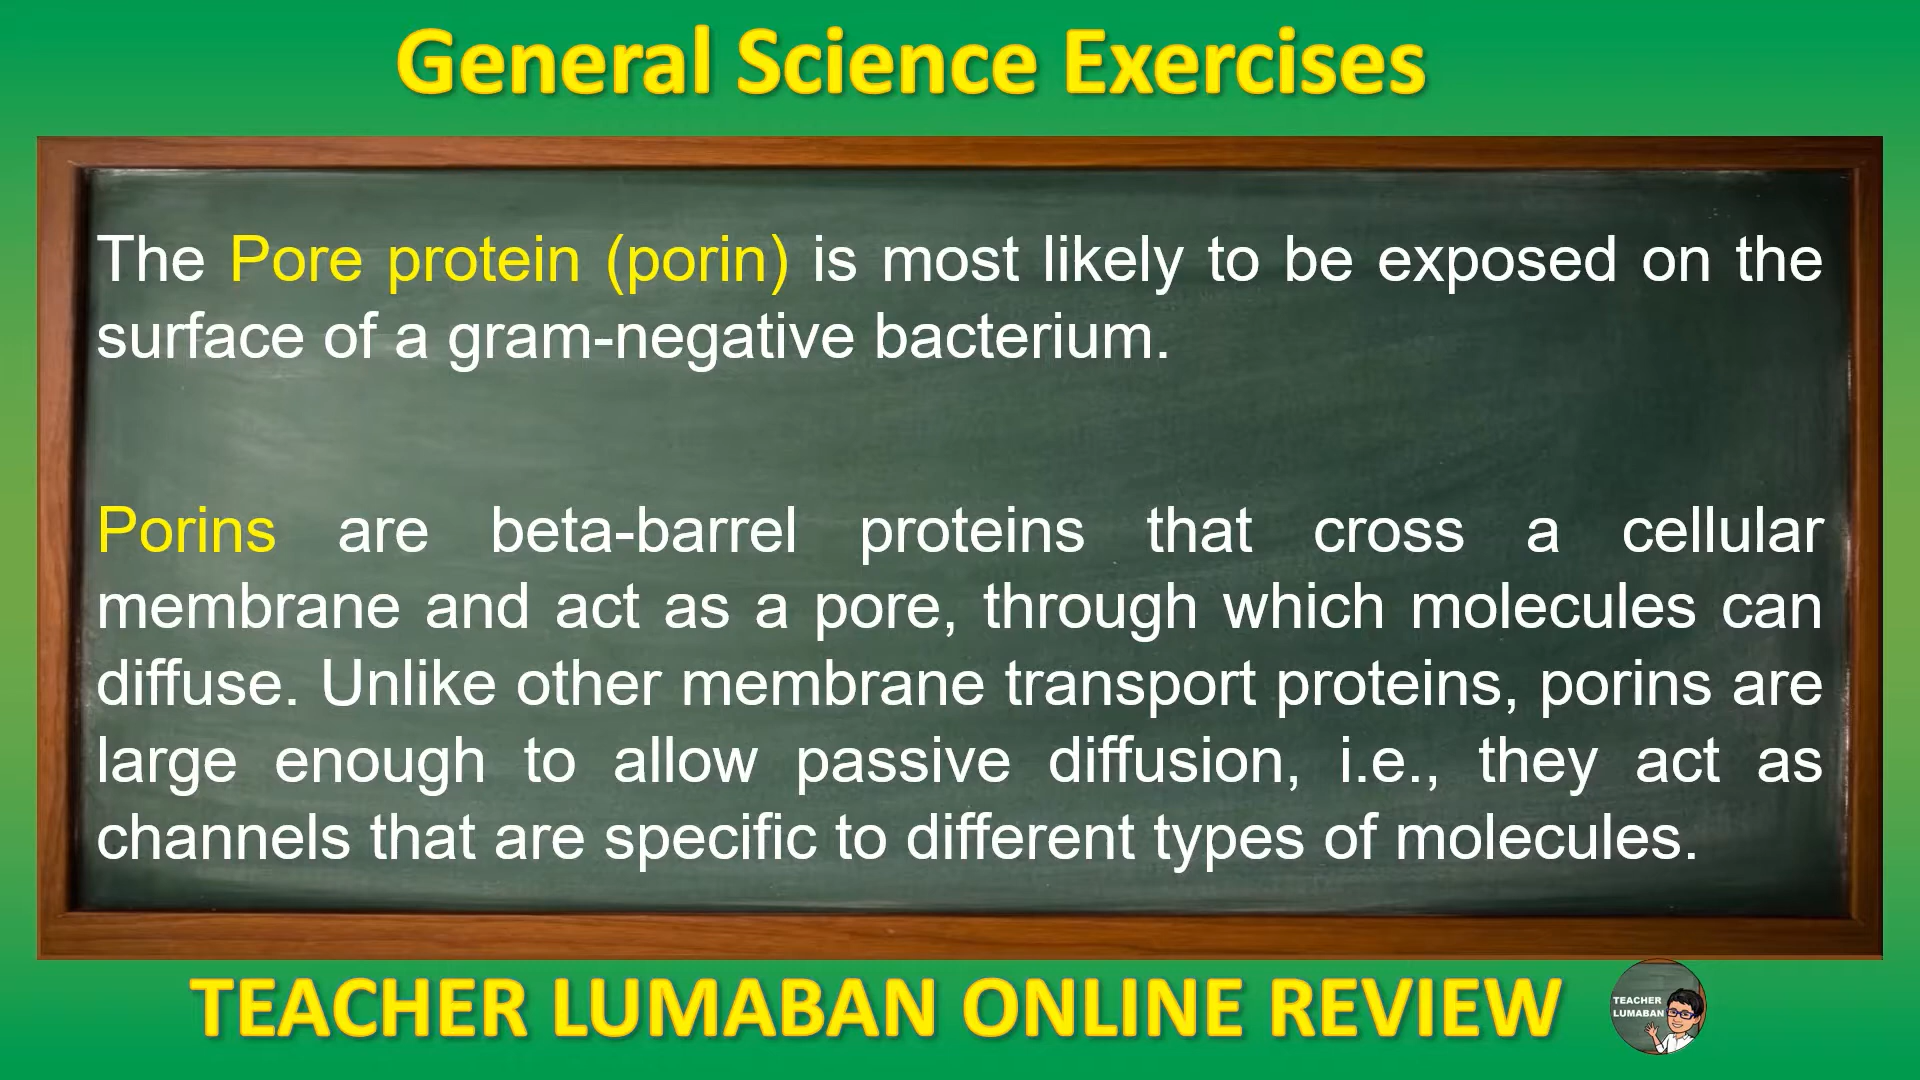 General Science Exercises
The Pore protein (porin) is most likely to be exposed on the
surface of a gram-negative bacterium.
Porins are beta-barrel proteins that cross a cellular
membrane and act as a pore, through which molecules can
diffuse. Unlike other membrane transport proteins, porins are
large enough to allow passive diffusion, i.e., they act as
channels that are specific to different types of molecules.
TEACHER LUMABAN ONLINE REVIEW
TEACHER
LUMABAN